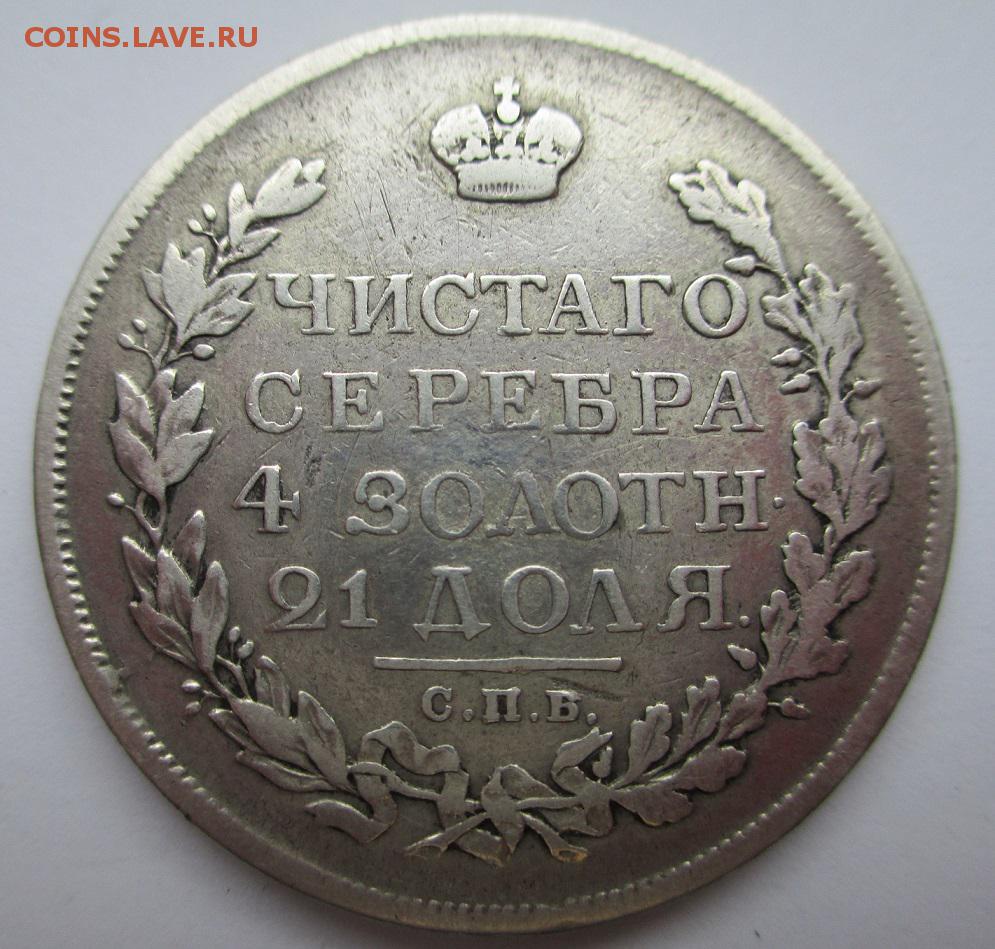 COINS.LAVE.RU
ЧИСТАГО
СЕРЕБРА
4 ЗОЛОТН.
21 ДОЛЯ.
С.П.Б.